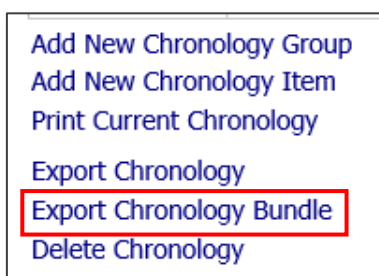 Add New Chronology Group
Add New Chronology Item
Print Current Chronology
Export Chronology
Export Chronology Bundle
Delete Chronology